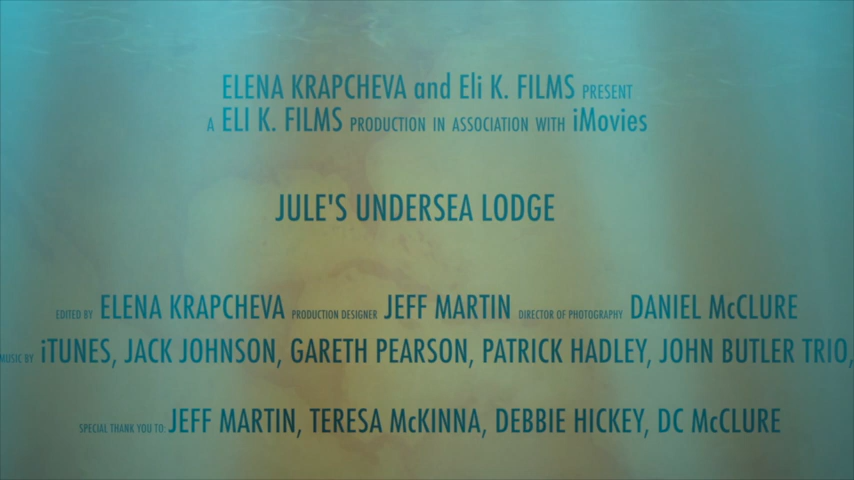 ELENA KRAPCHEVA and Eli K. FILMS PRESENT
A ELI K. FILMS PRODUCTION IN ASSOCIATION WITH iMovies
JULE'S UNDERSEA LODGE
EDITED BY ELENA KRAPCHEVA PRODUCTION DESIGNER JEFF MARTIN DIRECTOR OF PHOTOGRAPHY DANIEL McCLURE
MUSIC BY iTUNES, JACK JOHNSON, GARETH PEARSON, PATRICK HADLEY, JOHN BUTLER TRIO,
SPECIAL THANK YOU TO: JEFF MARTIN, TERESA McKINNA, DEBBIE HICKEY, DC McCLURE